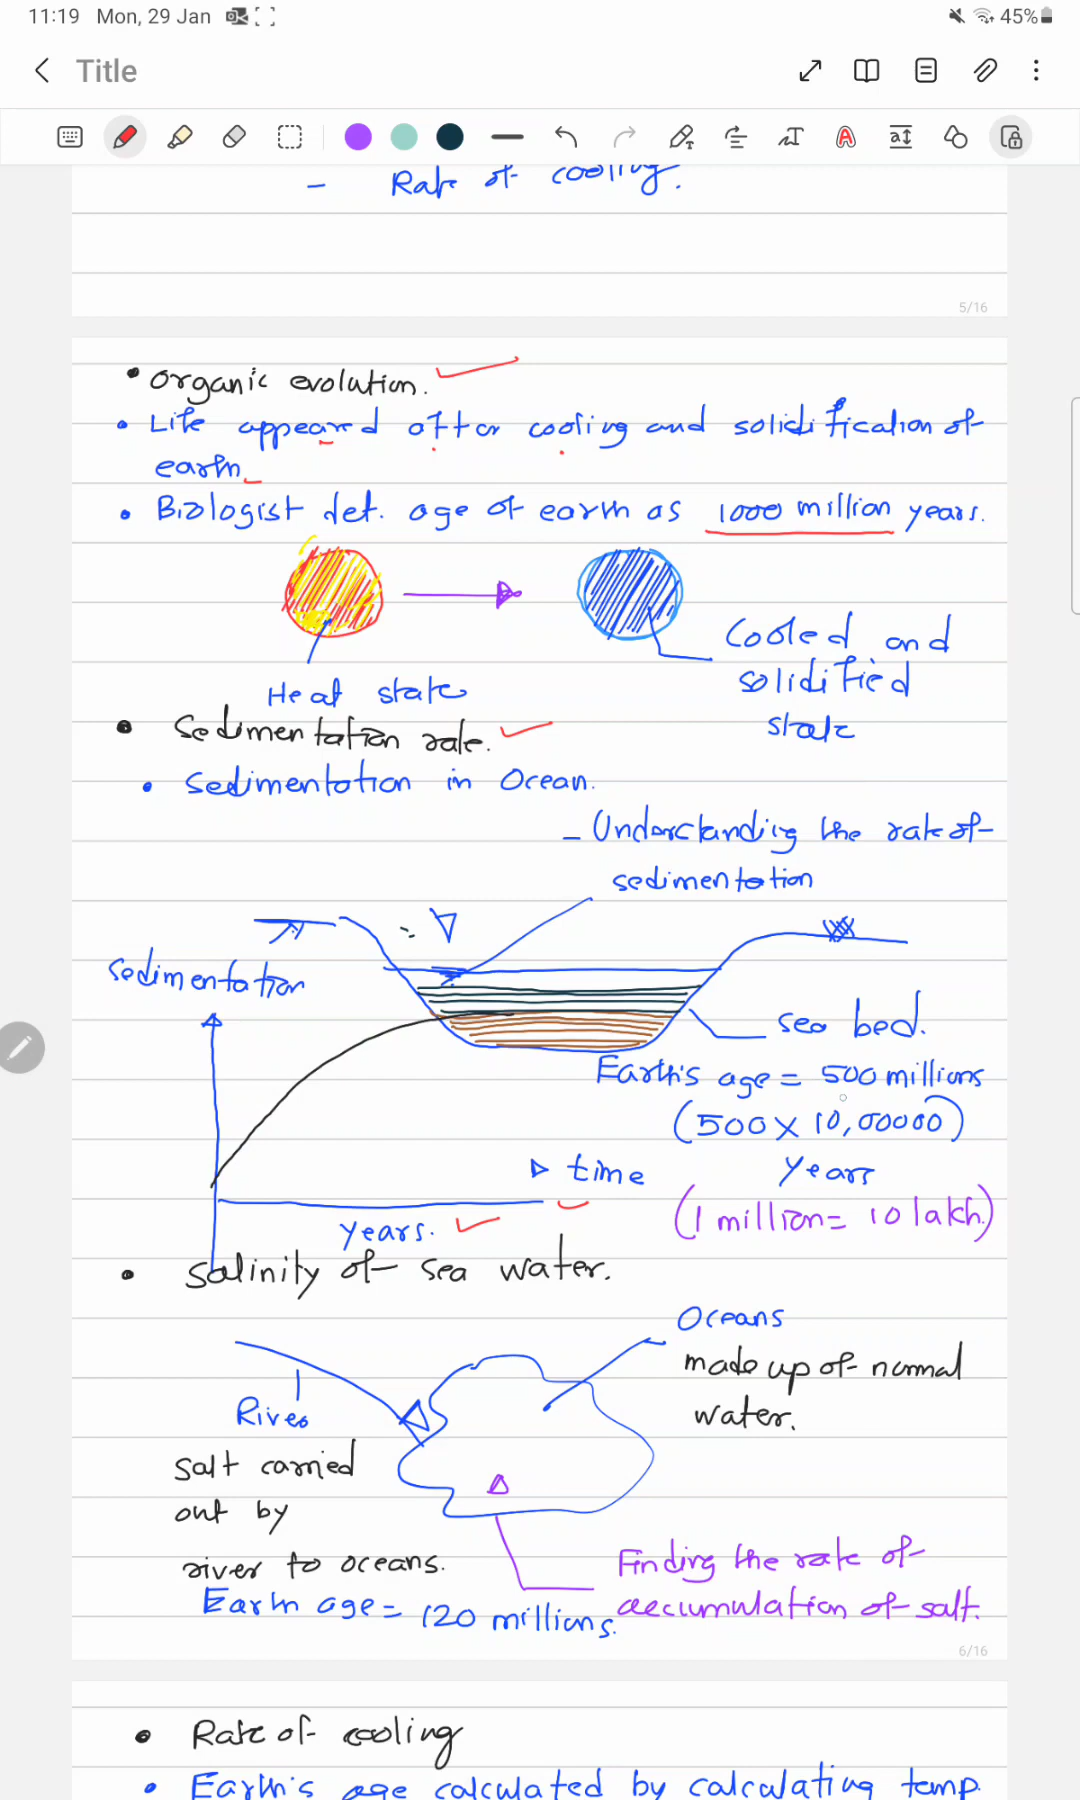 11:19 Mon, 29 Jan
45%
Title
- Rate of cooling.
5/16
• Organic evolution.
• Life appeared after cooling and solidification of
earth.
• Biologist det. age of earth as 1000 million years.
Heat state
Cooled and
solidified
state
• Sedimentation rate.
• Sedimentation in Ocean.
- Understanding the rate of
sedimentation
Sedimentation
sea bed.
Earth's age = 500 millions
(500 x 10,00000)
years
time
(1 million = 10 lakh.)
years.
• Salinity of sea water.
Oceans
made up of normal
water.
River
Salt carried
out by
river to oceans.
Finding the rate of
accumulation of salt.
Earth age = 120 millions.
6/16
• Rate of cooling
• Earth's age calculated by calculating temp